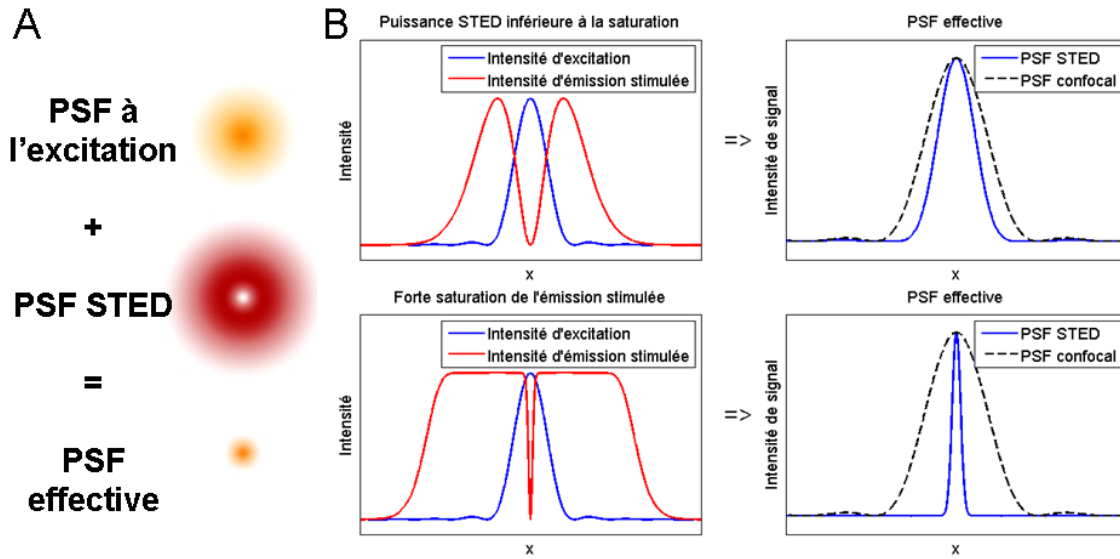 A
PSF à
l'excitation
+
PSF STED
=
PSF
effective
B
Puissance STED inférieure à la saturation
Intensité d'excitation
Intensité d'émission stimulée
Intensité
x
=>
PSF effective
PSF STED
PSF confocal
Intensité de signal
x
Forte saturation de l'émission stimulée
Intensité d'excitation
Intensité d'émission stimulée
Intensité
x
=>
PSF effective
PSF STED
PSF confocal
Intensité de signal
x